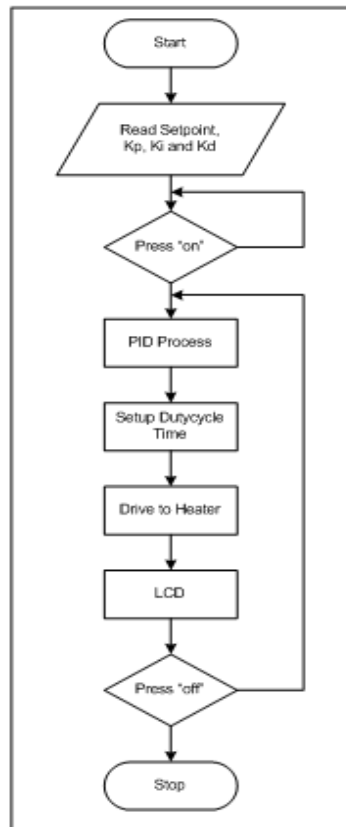 Start
Read Setpoint,
Kp, Ki and Kd
Press "on"
PID Process
Setup Dutycycle
Time
Drive to Heater
LCD
Press "off"
Stop